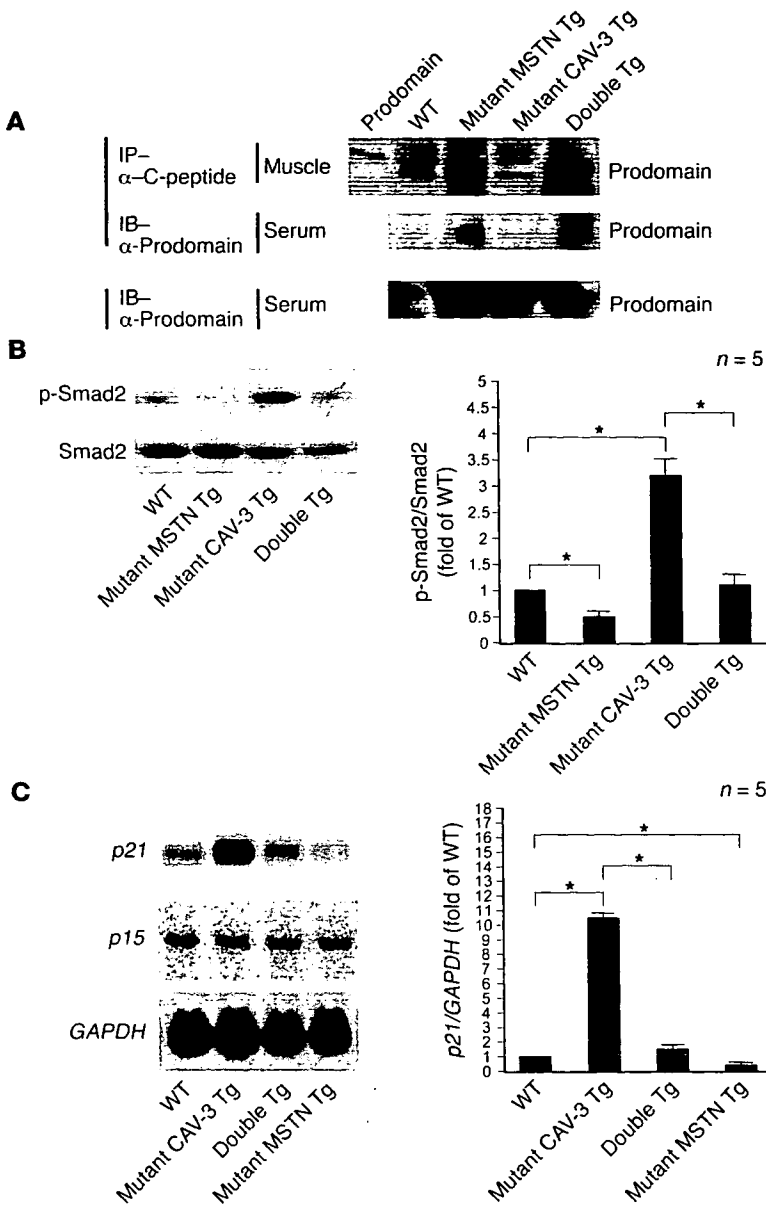 A
Prodomain
WT
Mutant MSTN Tg
Mutant CAV-3 Tg
Double Tg
IP–
α–C-peptide
Muscle
Prodomain
IB–
α-Prodomain
Serum
Prodomain
IB–
α-Prodomain
Serum
Prodomain
B
p-Smad2
Smad2
WT
Mutant MSTN Tg
Mutant CAV-3 Tg
Double Tg
n = 5
p-Smad2/Smad2
(fold of WT)
5
4.5
4
3.5
3
2.5
2
1.5
1
0.5
0
*
*
*
WT
Mutant MSTN Tg
Mutant CAV-3 Tg
Double Tg
C
p21
p15
GAPDH
WT
Mutant CAV-3 Tg
Double Tg
Mutant MSTN Tg
n = 5
p21/GAPDH (fold of WT)
18
17
16
15
14
13
12
11
10
9
8
7
6
5
4
3
2
1
0
*
*
*
WT
Mutant CAV-3 Tg
Double Tg
Mutant MSTN Tg